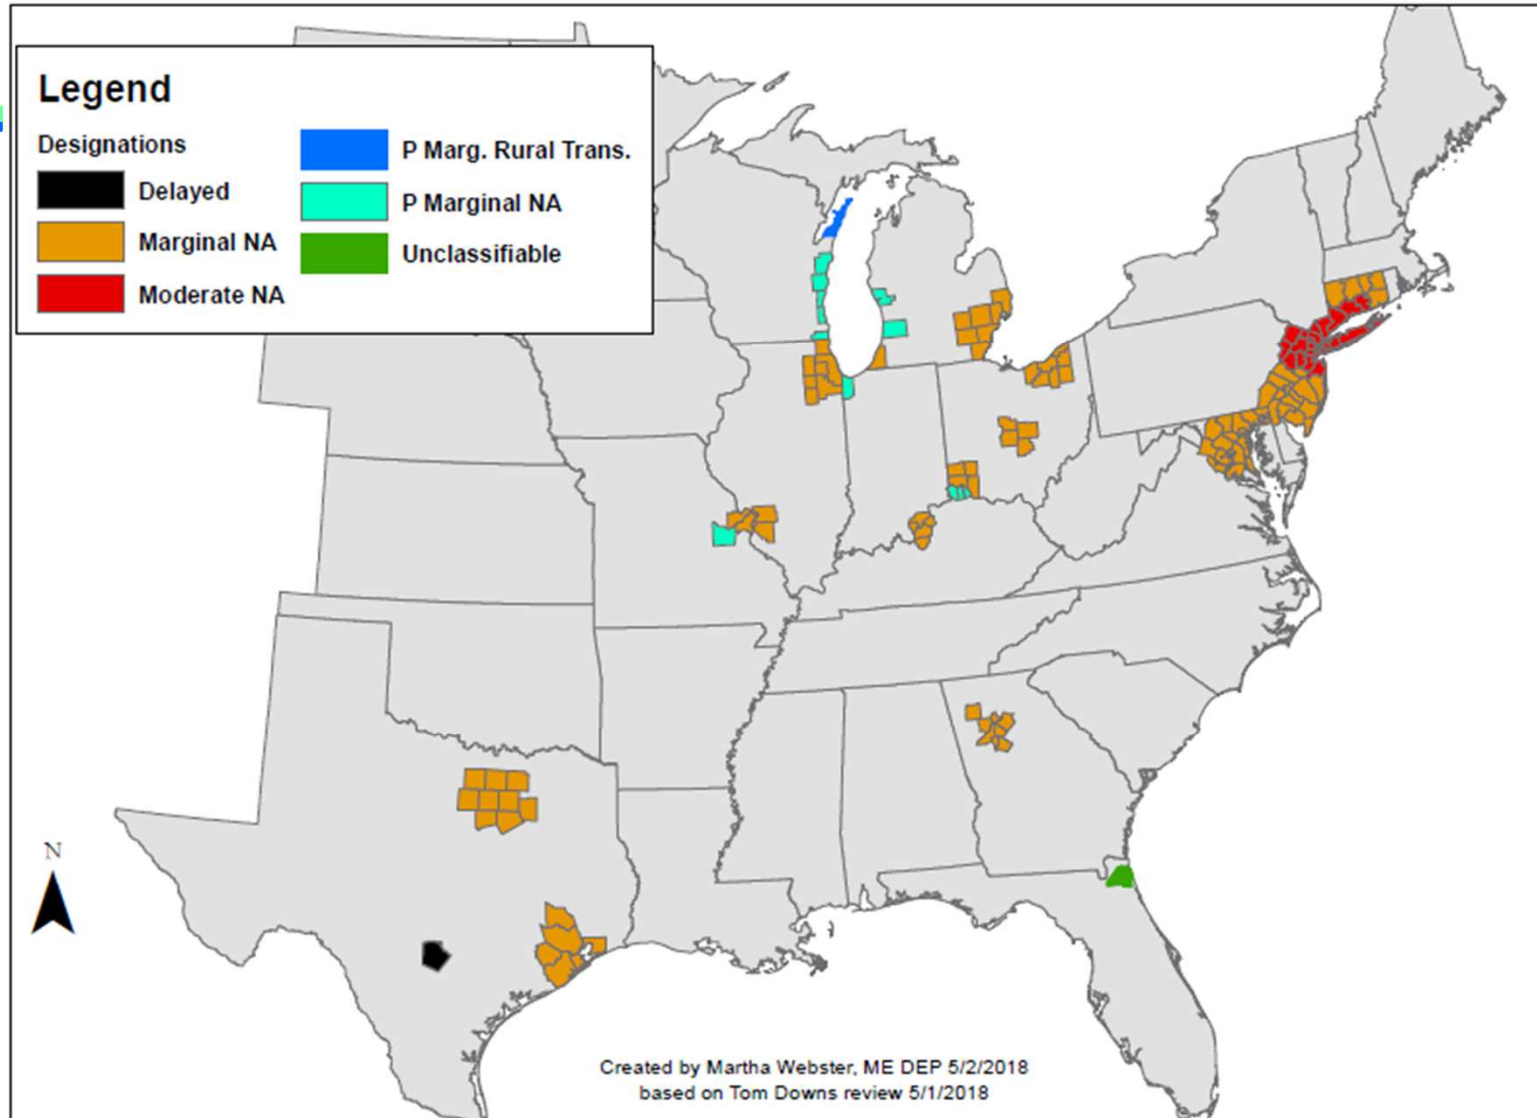 Legend
Designations
Delayed
Marginal NA
Moderate NA
P Marg. Rural Trans.
P Marginal NA
Unclassifiable
N
Created by Martha Webster, ME DEP 5/2/2018
based on Tom Downs review 5/1/2018